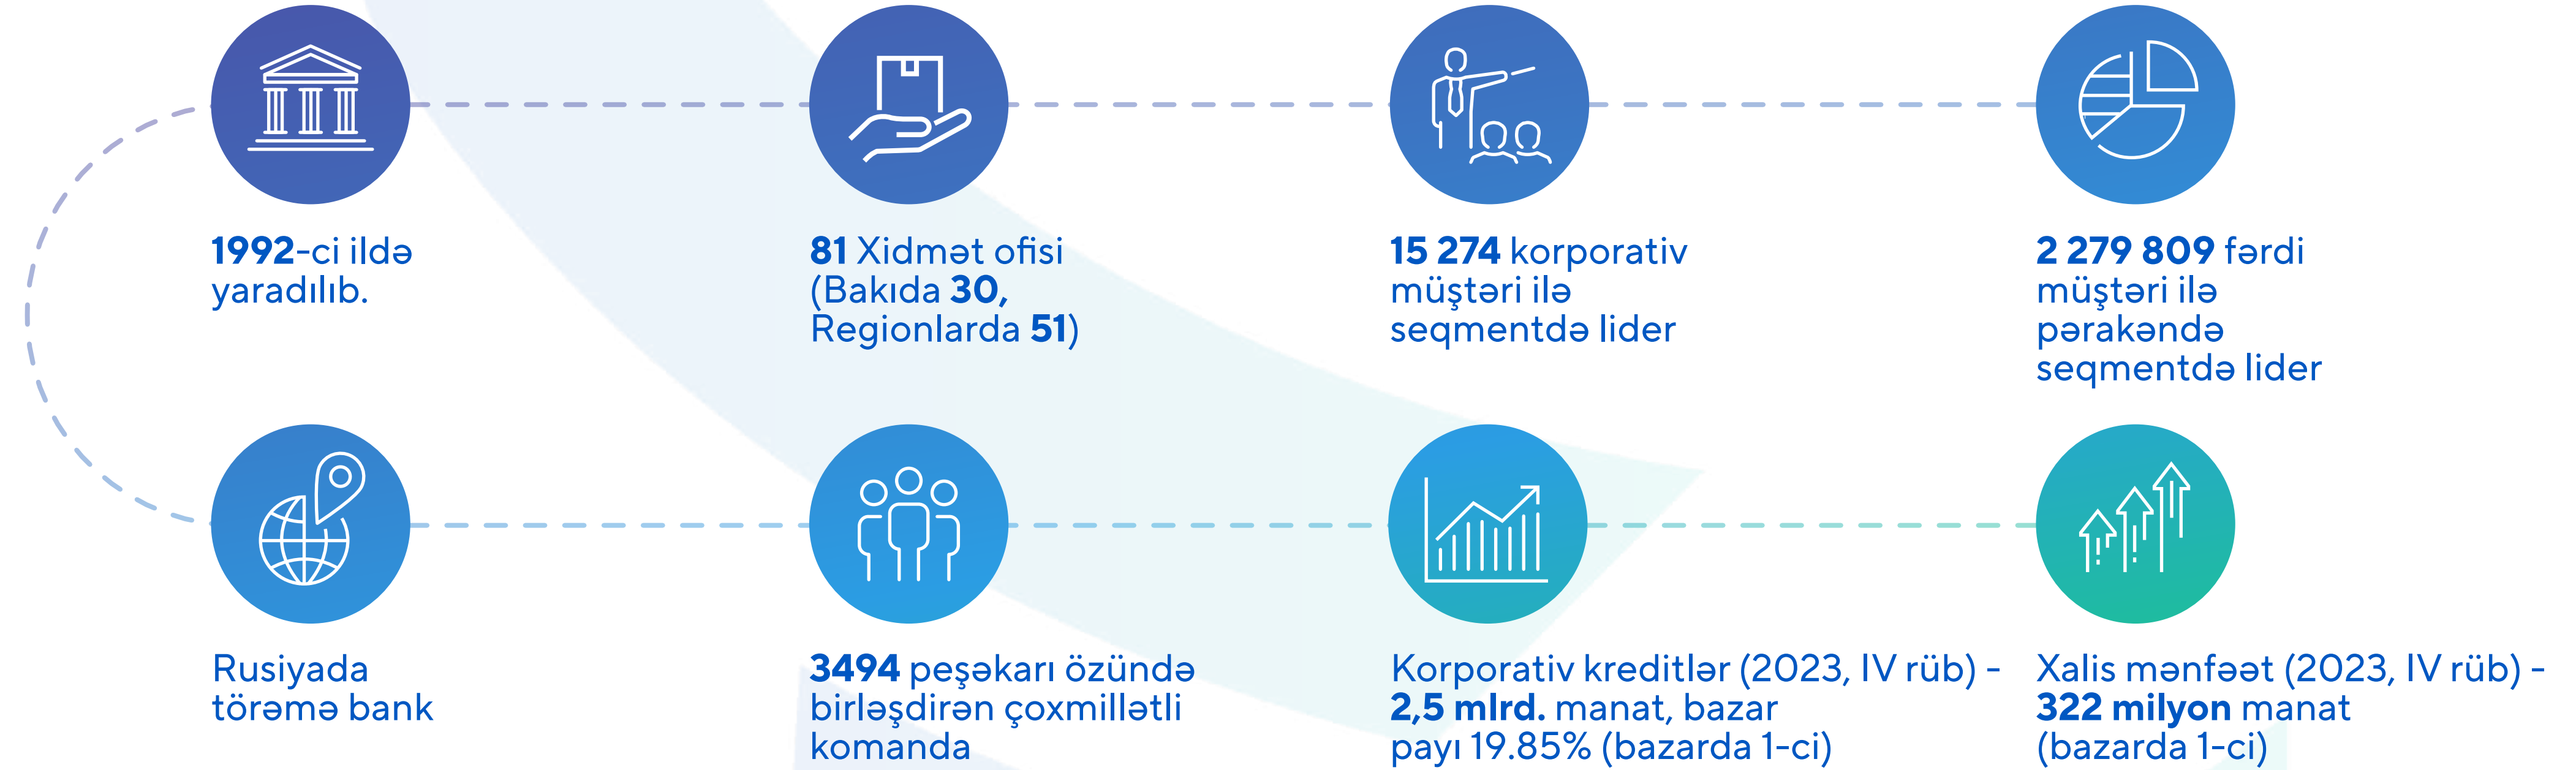 1992-ci ildə
yaradılıb.
81 Xidmət ofisi
(Bakıda 30,
Regionlarda 51)
15 274 korporativ
müştəri ilə
seqmentdə lider
2 279 809 fərdi
müştəri ilə
pərakəndə
seqmentdə lider
Rusiyada
törəmə bank
3494 peşəkarı özündə
birləşdirən çoxmillətli
komanda
Korporativ kreditlər (2023, IV rüb) -
2,5 mlrd. manat, bazar
payı 19.85% (bazarda 1-ci)
Xalis mənfəət (2023, IV rüb) -
322 milyon manat
(bazarda 1-ci)